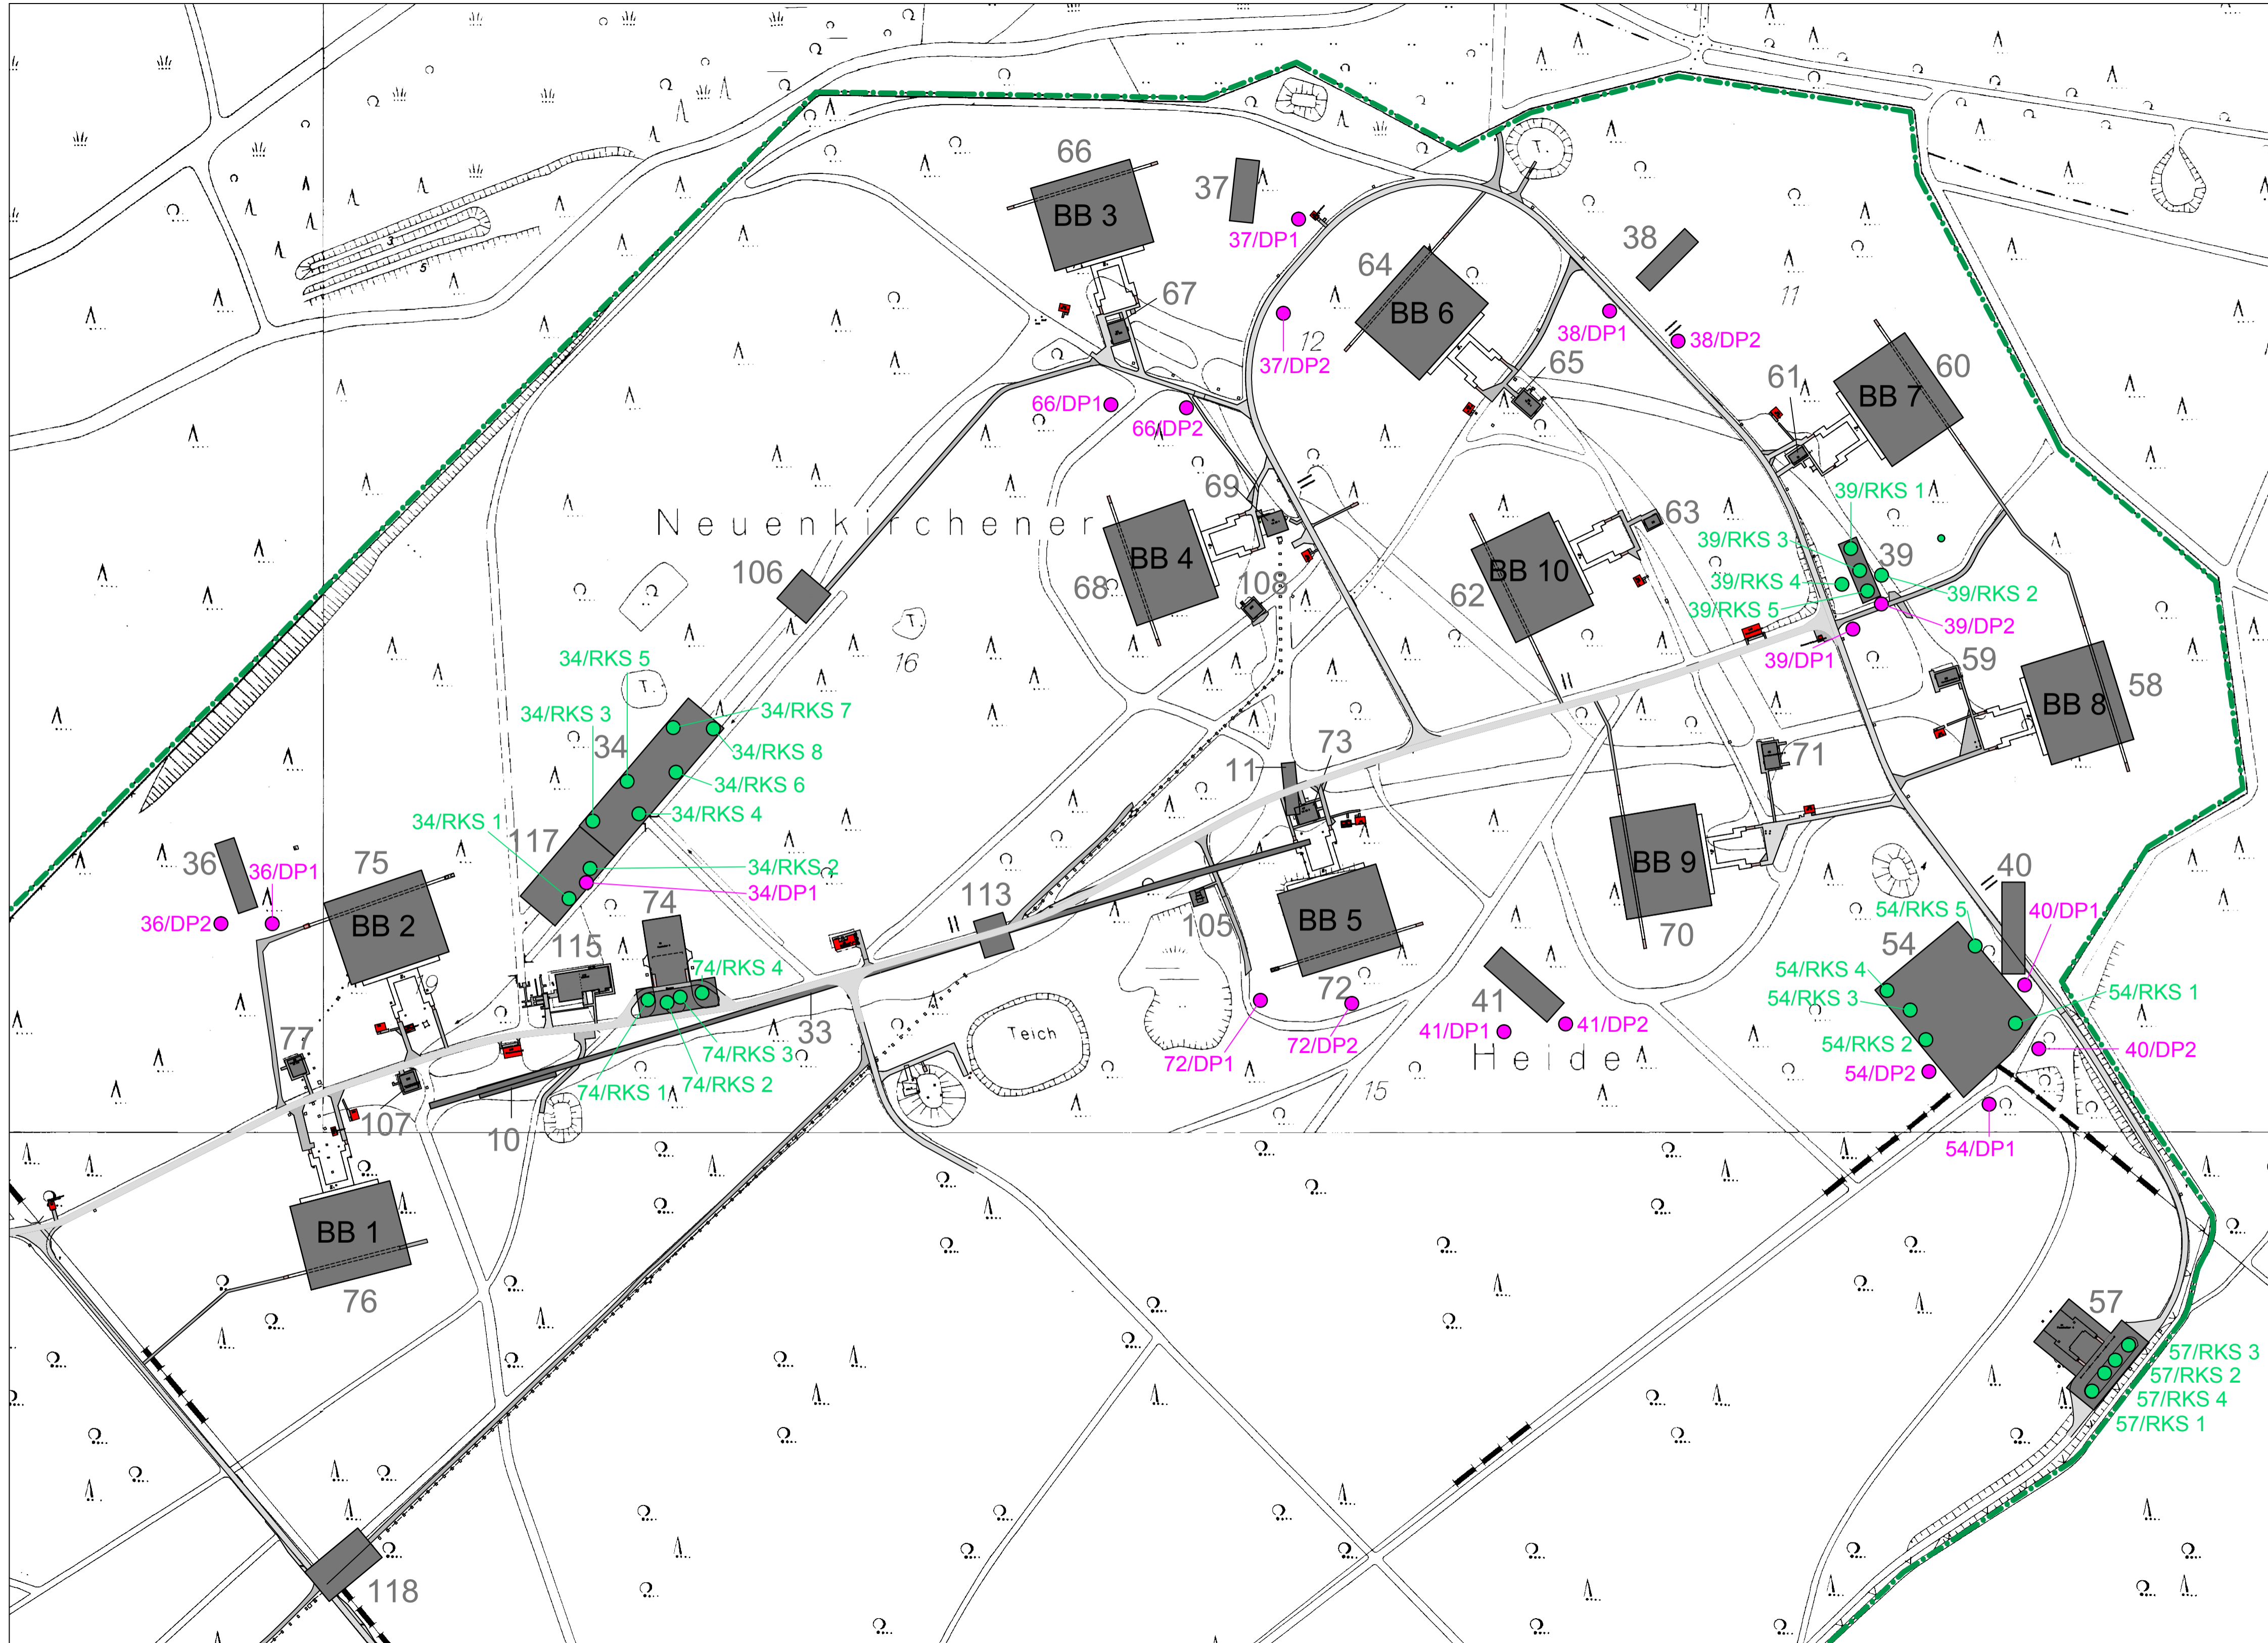 66
BB 3
37
37/DP1
T.
38
64
BB 6
11
67
12
37/DP2
38/DP1
38/DP2
65
61
BB 7
60
3
5
66/DP1
66/DP2
69
Neuenkirchener
BB 4
68
108
106
T.
16
62
BB 10
63
39/RKS 1
39/RKS 3
39
39/RKS 4
39/RKS 2
39/RKS 5
39/DP2
39/DP1
59
BB 8
58
34/RKS 5
T.
34/RKS 3
34
34/RKS 7
34/RKS 8
34/RKS 6
34/RKS 4
34/RKS 1
117
34/RKS 2
34/DP1
11
73
71
36
36/DP1
36/DP2
75
BB 2
74
113
105
BB 5
72
BB 9
70
40
40/DP1
54/RKS 5
54
54/RKS 4
54/RKS 3
54/RKS 1
54/RKS 2
40/DP2
54/DP2
54/DP1
115
74/RKS 4
74/RKS 3
74/RKS 1
74/RKS 2
33
Teich
72/DP1
72/DP2
41
41/DP1
41/DP2
Heide
15
77
107
10
BB 1
76
57
57/RKS 3
57/RKS 2
57/RKS 4
57/RKS 1
118